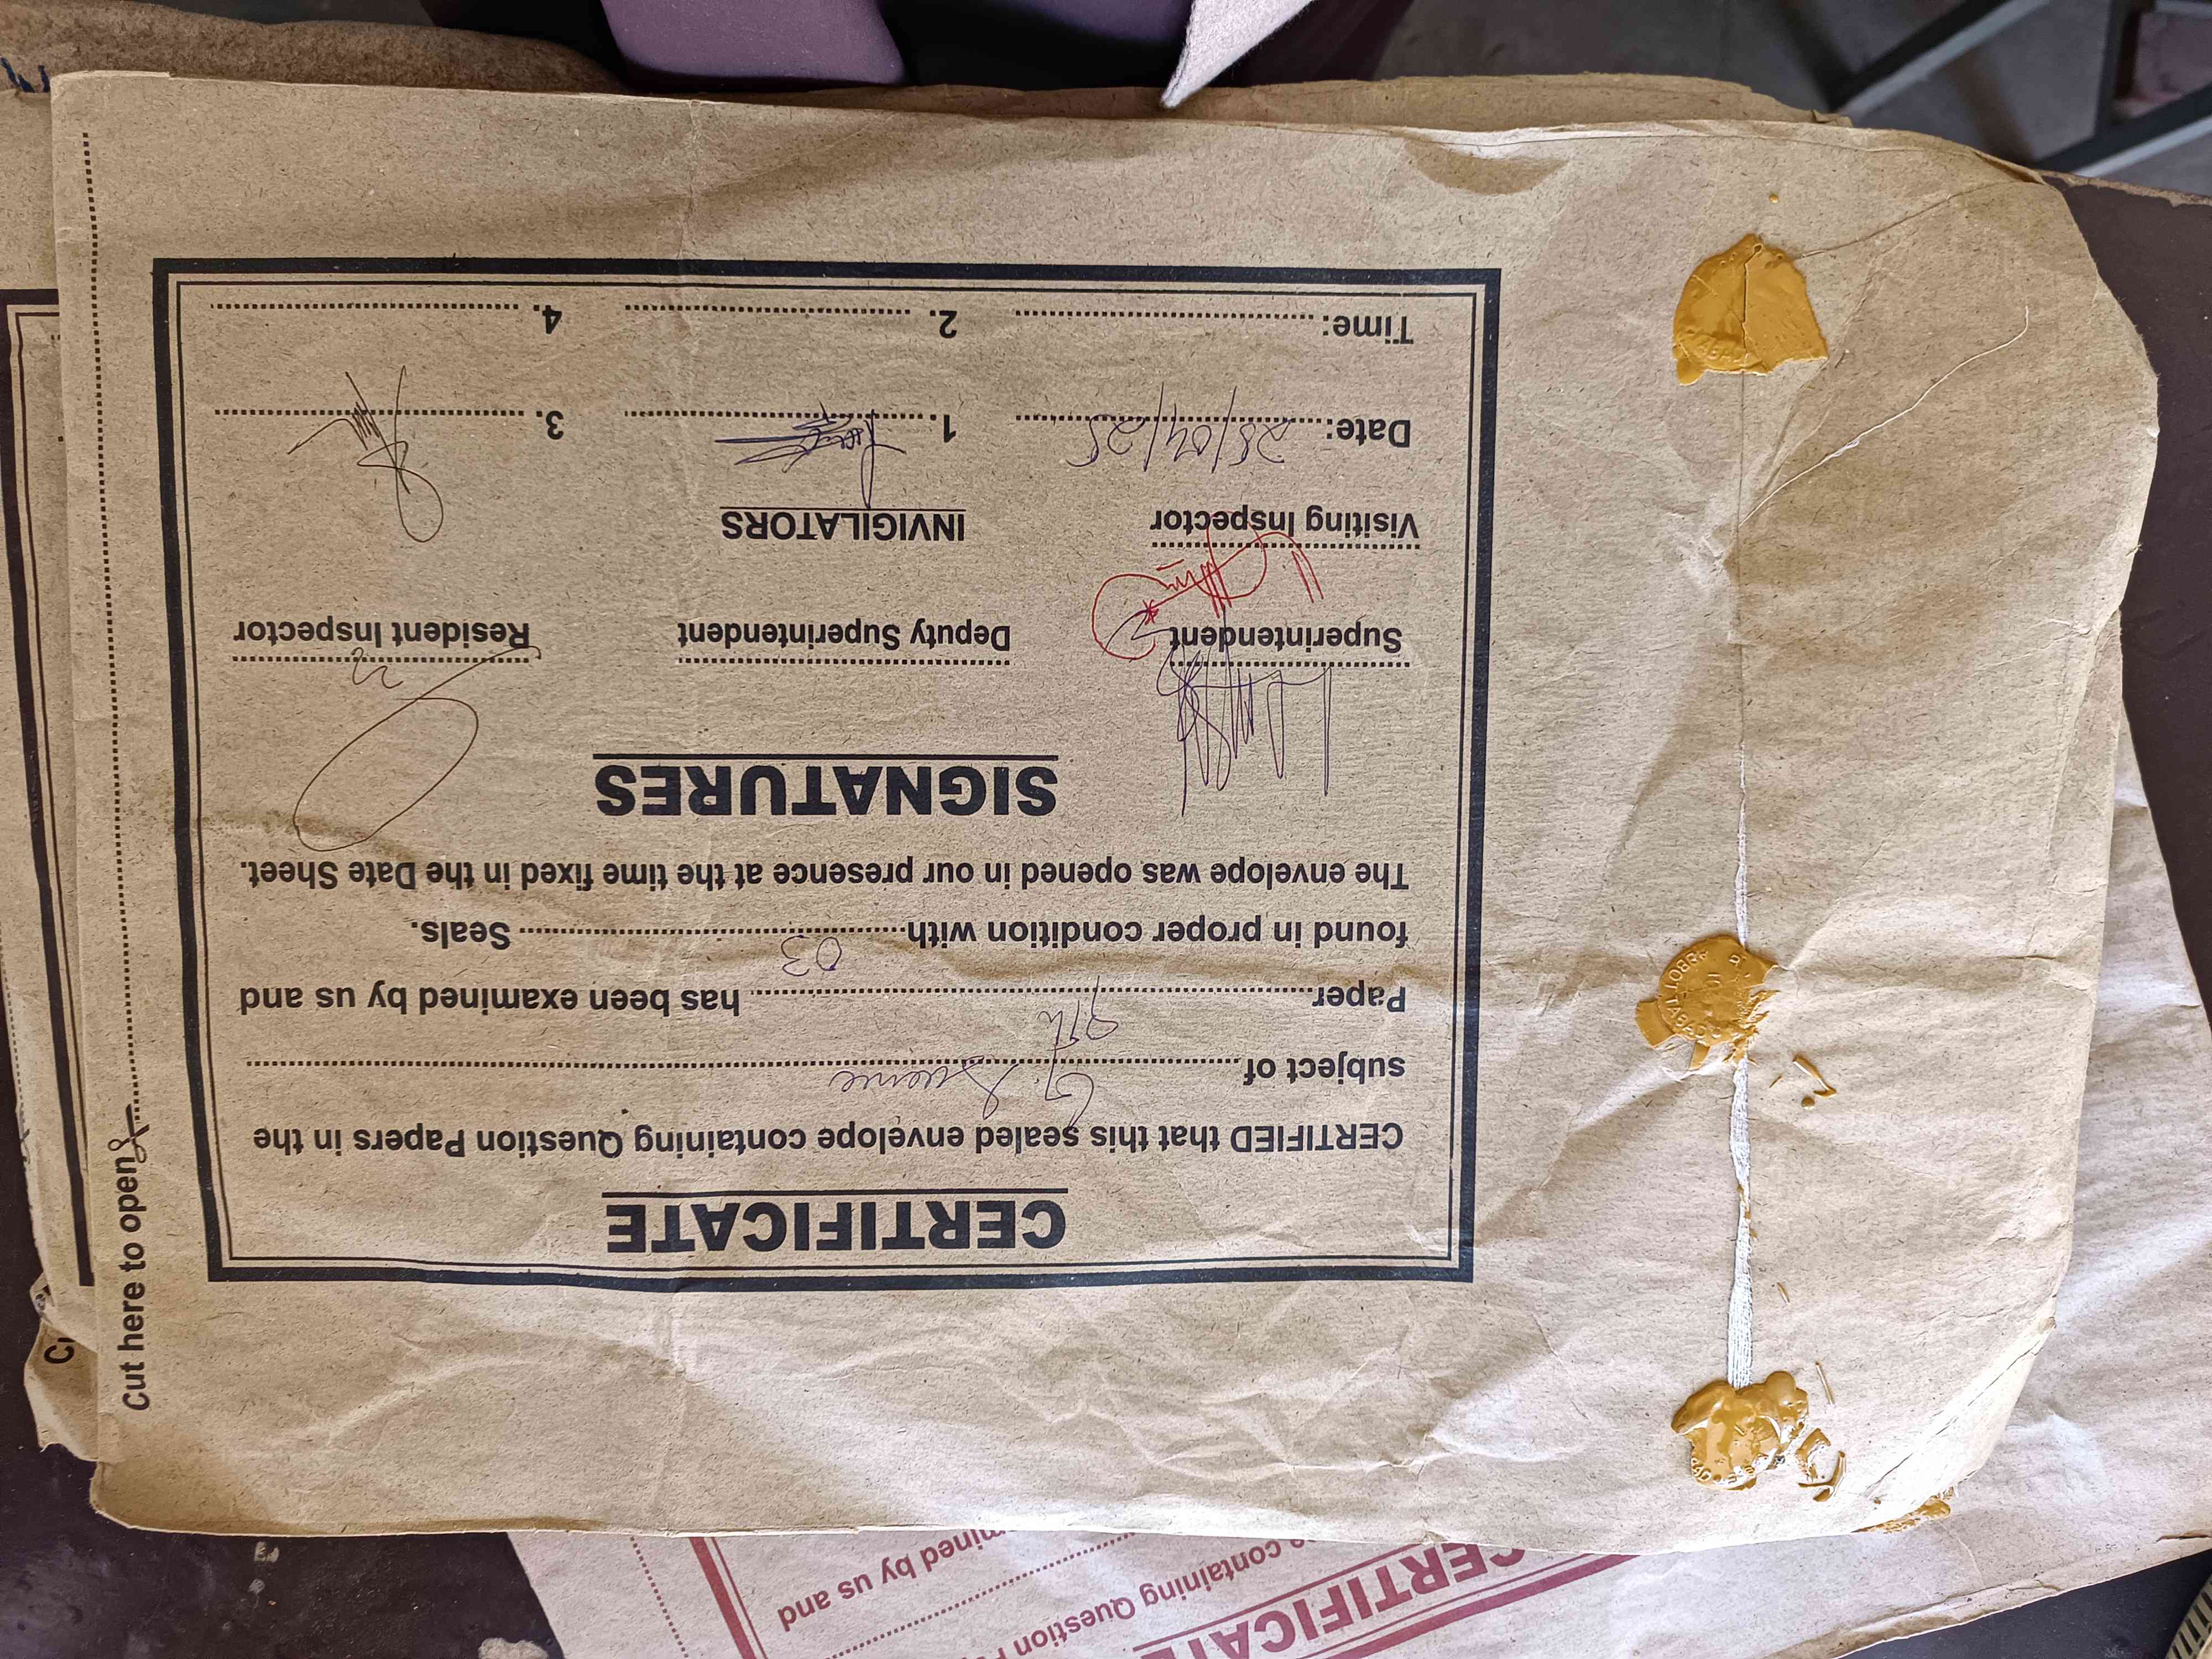 CERTIFICATE
CERTIFIED that this sealed envelope containing Question Papers in the
subject of G. Science
Paper 9th has been examined by us and
found in proper condition with 03 Seals.
The envelope was opened in our presence at the time fixed in the Date Sheet.
SIGNATURES
Superintendent Deputy Superintendent Resident Inspector
Visiting Inspector INVIGILATORS
Date: 25/04/25 1. 3.
Time: 2. 4.
Cut here to open
ABBOTTABAD
CERTIFICATE
containing Question
mined by us and